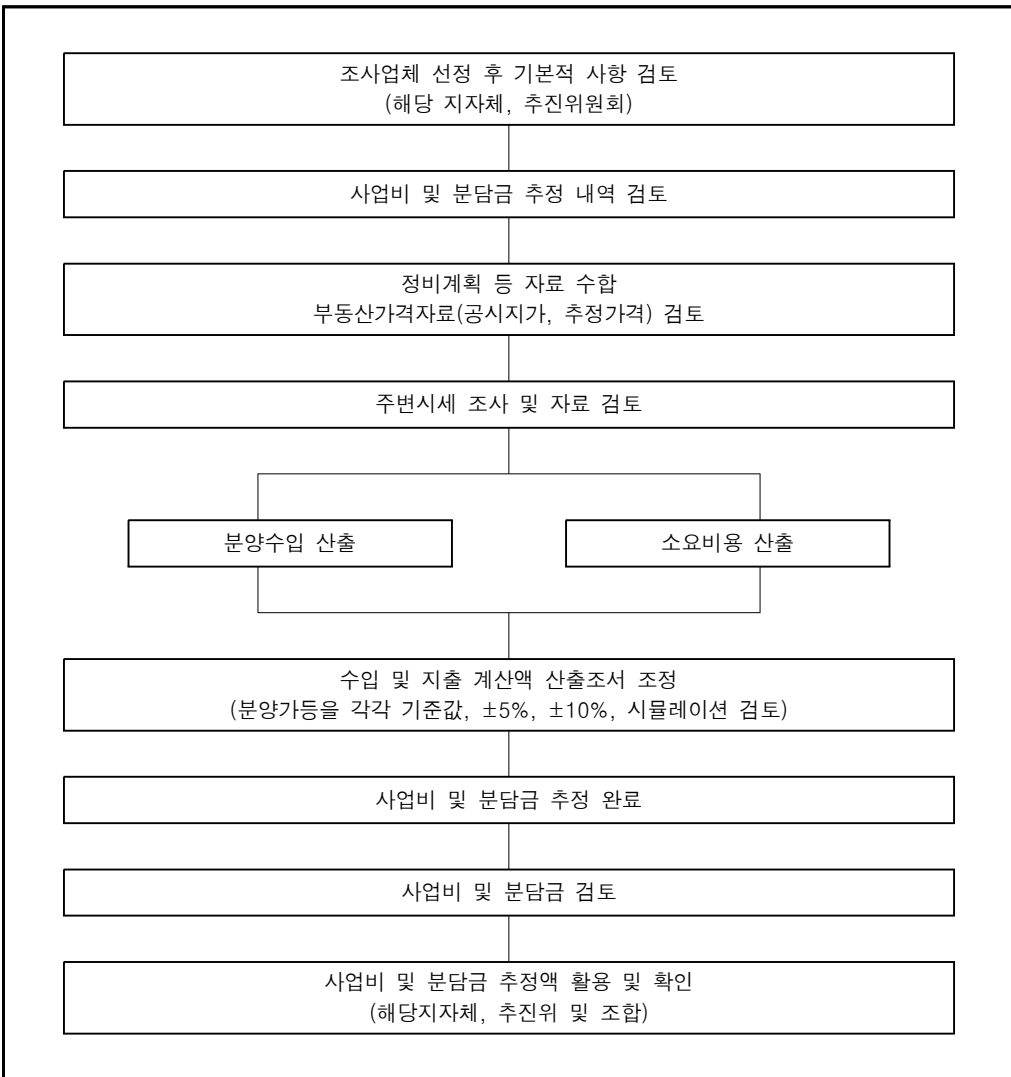 조사업체 선정 후 기본적 사항 검토
(해당 지자체, 추진위원회)
사업비 및 분담금 추정 내역 검토
정비계획 등 자료 수합
부동산가격자료(공시지가, 추정가격) 검토
주변시세 조사 및 자료 검토
분양수입 산출
소요비용 산출
수입 및 지출 계산액 산출조서 조정
(분양가등을 각각 기준값, ±5%, ±10%, 시뮬레이션 검토)
사업비 및 분담금 추정 완료
사업비 및 분담금 검토
사업비 및 분담금 추정액 활용 및 확인
(해당지자체, 추진위 및 조합)